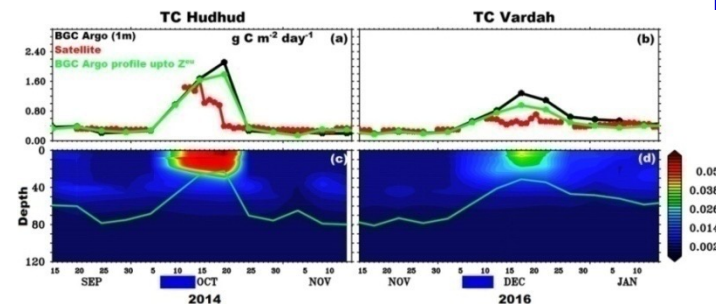 TC Hudhud TC Vardah
BGC Argo (1m) g C m⁻² day⁻¹ (a) (b)
Satellite
BGC Argo profile upto Zᵉᵘ
2.40
1.60
0.80
0.00
0 (c) (d)
40
80
120
Depth
0.05
0.038
0.026
0.014
0.002
15 20 25 30 5 10 15 20 25 30 5 10 15 20 25 30 5 10 15 20 25 30 5 10
SEP OCT NOV NOV DEC JAN
2014 2016